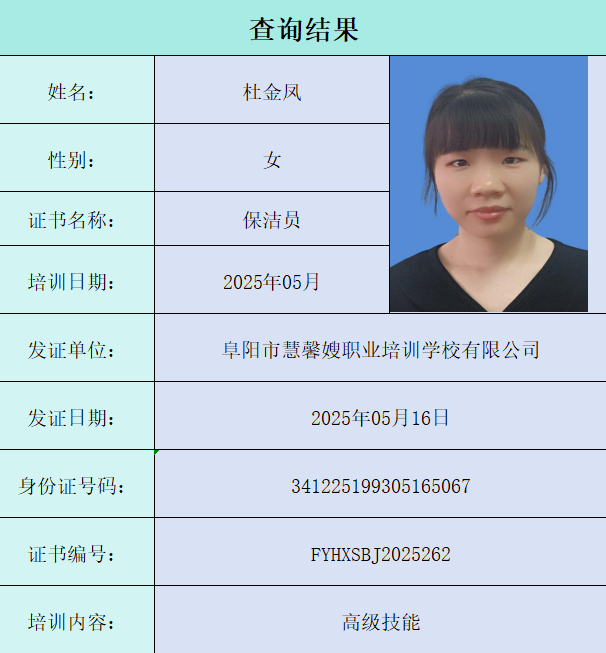 查询结果
姓名： 杜金凤
性别： 女
证书名称： 保洁员
培训日期： 2025年05月
发证单位： 阜阳市慧馨嫂职业培训学校有限公司
发证日期： 2025年05月16日
身份证号码： 341225199305165067
证书编号： FYHXSBJ2025262
培训内容： 高级技能